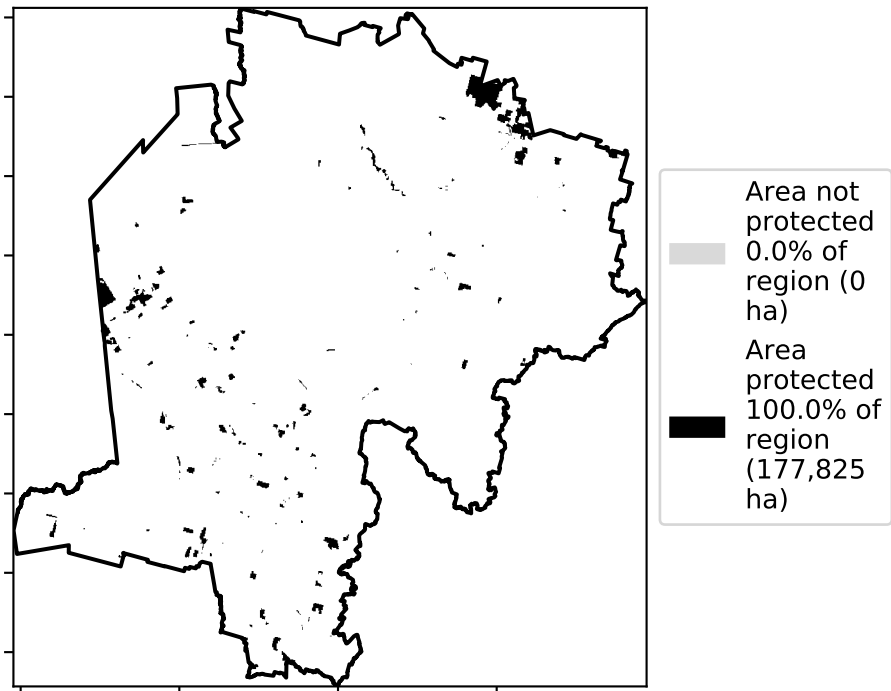 Area not
protected
0.0% of
region (0
ha)
Area
protected
100.0% of
region
(177,825
ha)